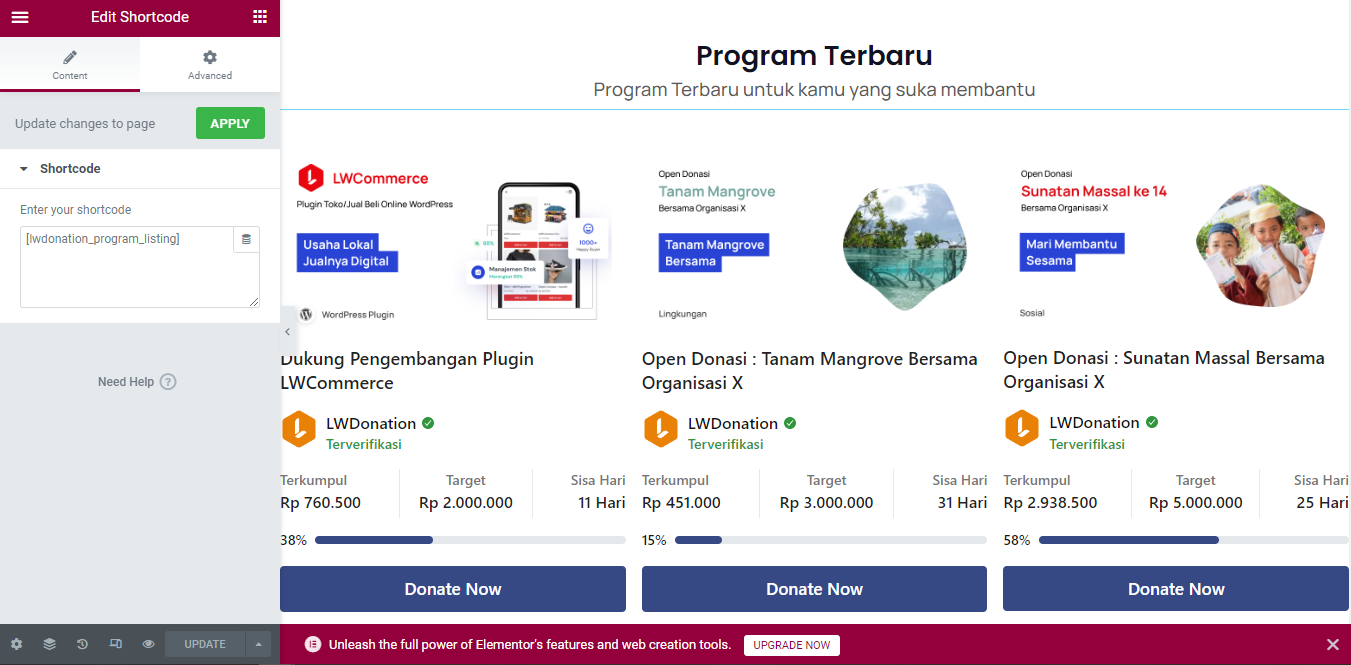 Edit Shortcode
Content
Advanced
Update changes to page
APPLY
Shortcode
Enter your shortcode
[lwdonation_program_listing]
Need Help ?
UPDATE
Program Terbaru
Program Terbaru untuk kamu yang suka membantu
LWCommerce
Plugin Toko/Jual Beli Online WordPress
Usaha Lokal
Jualnya Digital
WordPress Plugin
1000+
Manajemen Stok
Dukung Pengembangan Plugin
LWCommerce
LWDonation
Terverifikasi
Terkumpul
Target
Sisa Hari
Rp 760.500
Rp 2.000.000
11 Hari
38%
Donate Now
Open Donasi
Tanam Mangrove
Bersama Organisasi X
Tanam Mangrove
Bersama
Lingkungan
Open Donasi : Tanam Mangrove Bersama
Organisasi X
LWDonation
Terverifikasi
Terkumpul
Target
Sisa Hari
Rp 451.000
Rp 3.000.000
31 Hari
15%
Donate Now
Open Donasi
Sunatan Massal ke 14
Bersama Organisasi X
Mari Membantu
Sesama
Sosial
Open Donasi : Sunatan Massal Bersama
Organisasi X
LWDonation
Terverifikasi
Terkumpul
Target
Sisa Hari
Rp 2.938.500
Rp 5.000.000
25 Hari
58%
Donate Now
Unleash the full power of Elementor's features and web creation tools.
UPGRADE NOW